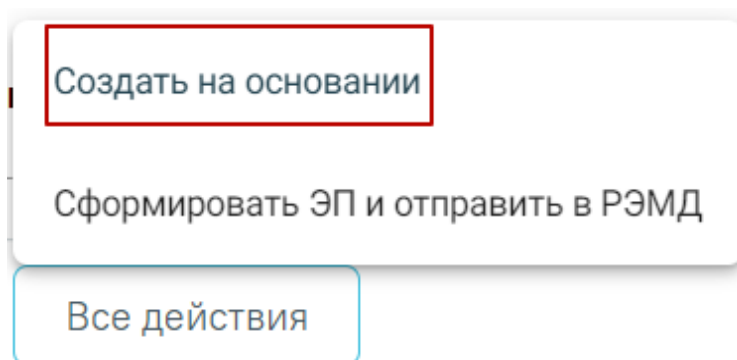 Создать на основании
Сформировать ЭП и отправить в РЭМД
Все действия